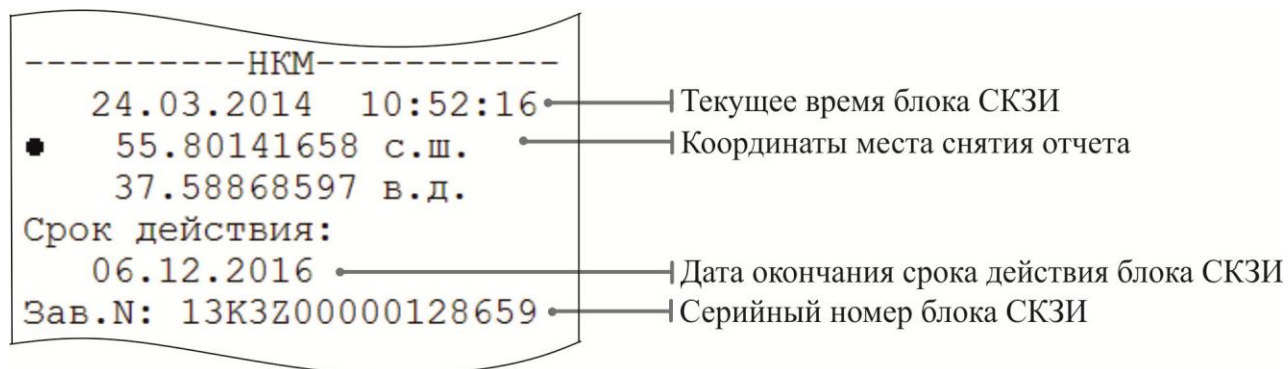 ----------НКМ-----------
24.03.2014 10:52:16
Текущее время блока СКЗИ
● 55.80141658 с.ш.
Координаты места снятия отчета
37.58868597 в.д.
Срок действия:
06.12.2016
Дата окончания срока действия блока СКЗИ
Зав.N: 13K3Z00000128659
Серийный номер блока СКЗИ